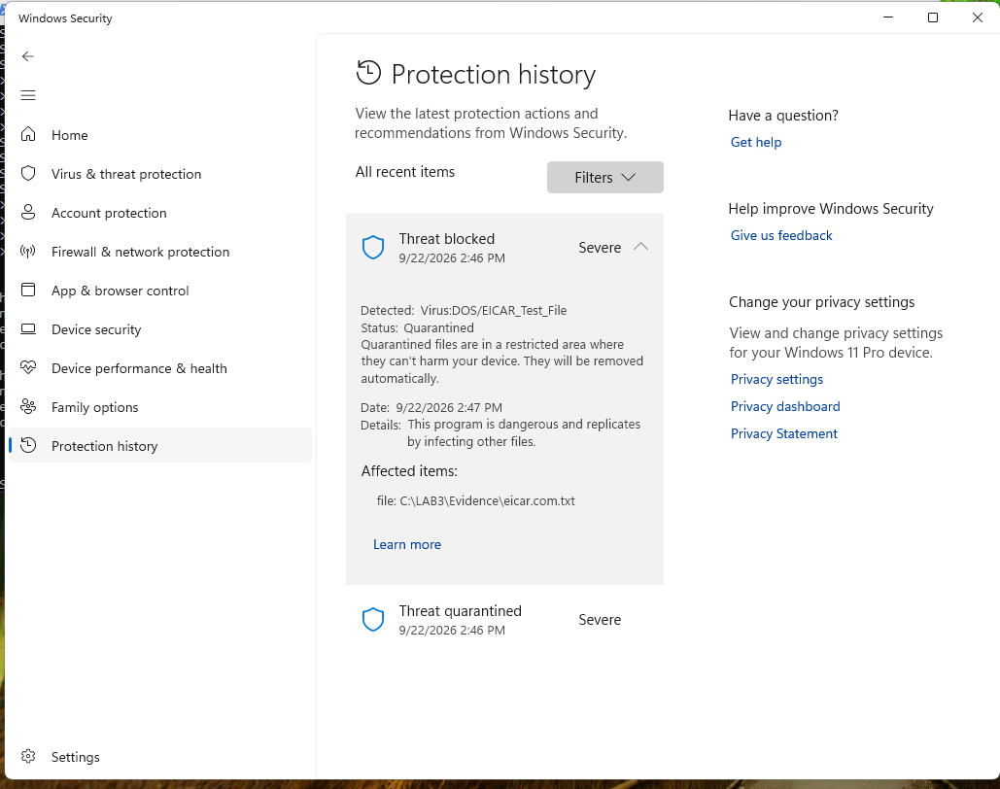 Windows Security
Home
Virus & threat protection
Account protection
Firewall & network protection
App & browser control
Device security
Device performance & health
Family options
Protection history
Settings
Protection history
View the latest protection actions and
recommendations from Windows Security.
All recent items
Filters
Threat blocked
9/22/2026 2:46 PM
Severe
Detected: Virus:DOS/EICAR_Test_File
Status: Quarantined
Quarantined files are in a restricted area where
they can't harm your device. They will be removed
automatically.
Date: 9/22/2026 2:47 PM
Details: This program is dangerous and replicates
by infecting other files.
Affected items:
file: C:\LAB3\Evidence\eicar.com.txt
Learn more
Threat quarantined
9/22/2026 2:46 PM
Severe
Have a question?
Get help
Help improve Windows Security
Give us feedback
Change your privacy settings
View and change privacy settings
for your Windows 11 Pro device.
Privacy settings
Privacy dashboard
Privacy Statement